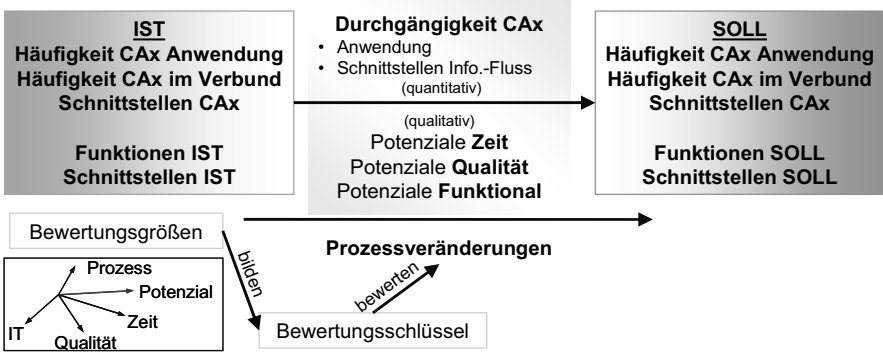 IST
Häufigkeit CAx Anwendung
Häufigkeit CAx im Verbund
Schnittstellen CAx
Funktionen IST
Schnittstellen IST
Durchgängigkeit CAx
• Anwendung
• Schnittstellen Info.-Fluss
(quantitativ)
(qualitativ)
Potenziale Zeit
Potenziale Qualität
Potenziale Funktional
SOLL
Häufigkeit CAx Anwendung
Häufigkeit CAx im Verbund
Schnittstellen CAx
Funktionen SOLL
Schnittstellen SOLL
Bewertungsgrößen
Prozessveränderungen
bilden
bewerten
Prozess
Potenzial
Zeit
IT
Qualität
Bewertungsschlüssel